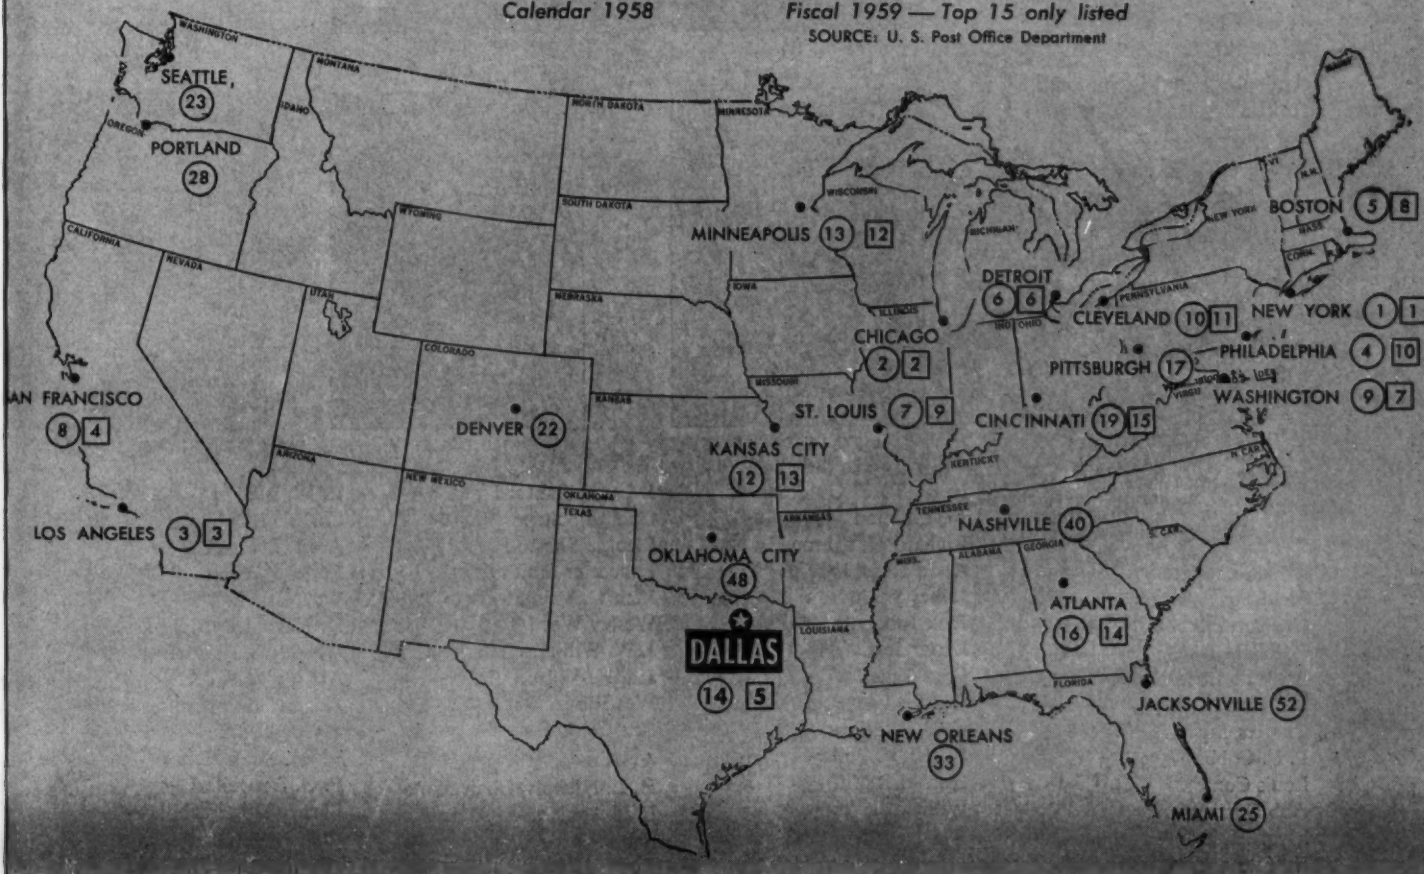 Calendar 1958
Fiscal 1959 — Top 15 only listed
SOURCE: U. S. Post Office Department
WASHINGTON
SEATTLE,
23
MONTANA
IDAHO
NORTH DAKOTA
MINNESOTA
OREGON
PORTLAND
28
WYOMING
SOUTH DAKOTA
WISCONSIN
MICHIGAN
VT
N.H.
NEW YORK
MASS.
CONN.
BOSTON 5 8
MINNEAPOLIS 13 12
CALIFORNIA
NEVADA
UTAH
NEBRASKA
IOWA
ILLINOIS
IND
OHIO
PENNSYLVANIA
DETROIT
6 6
CLEVELAND 10 11
NEW YORK 1 1
CHICAGO
2 2
PITTSBURGH 17
PHILADELPHIA 4 10
COLORADO
KANSAS
MISSOURI
WASHINGTON 9 7
AN FRANCISCO
8 4
DENVER 22
ST. LOUIS 7 9
CINCINNATI 19 15
KANSAS CITY
12 13
KENTUCKY
N. CAR.
ARIZONA
NEW MEXICO
OKLAHOMA
TEXAS
ARKANSAS
TENNESSEE
LOS ANGELES 3 3
NASHVILLE 40
S. CAR.
OKLAHOMA CITY
48
MISS.
ALABAMA
GEORGIA
ATLANTA
16 14
DALLAS
14 5
LOUISIANA
FLORIDA
JACKSONVILLE 52
NEW ORLEANS
33
MIAMI 25